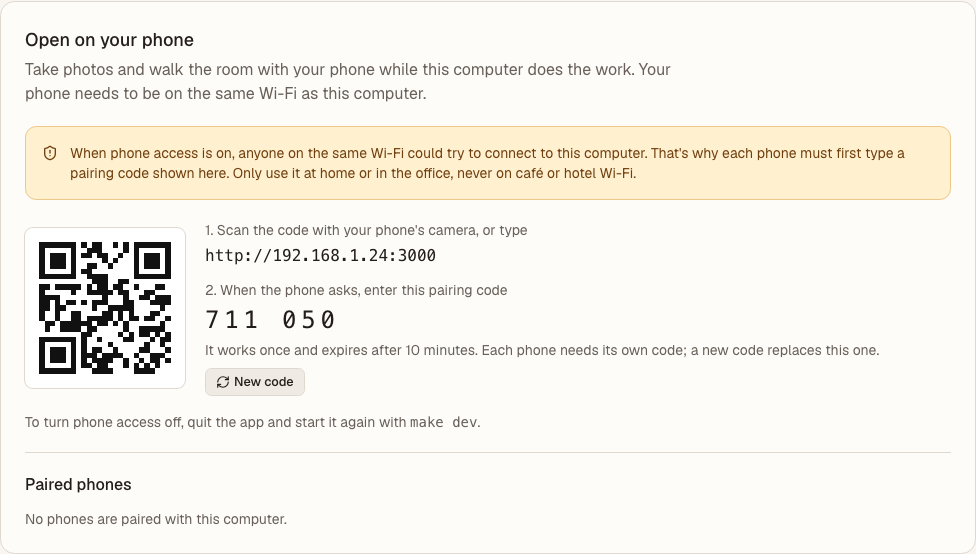 Open on your phone
Take photos and walk the room with your phone while this computer does the work. Your
phone needs to be on the same Wi-Fi as this computer.
When phone access is on, anyone on the same Wi-Fi could try to connect to this computer. That's why each phone must first type a
pairing code shown here. Only use it at home or in the office, never on café or hotel Wi-Fi.
1. Scan the code with your phone's camera, or type
http://192.168.1.24:3000
2. When the phone asks, enter this pairing code
711 050
It works once and expires after 10 minutes. Each phone needs its own code; a new code replaces this one.
New code
To turn phone access off, quit the app and start it again with make dev.
Paired phones
No phones are paired with this computer.